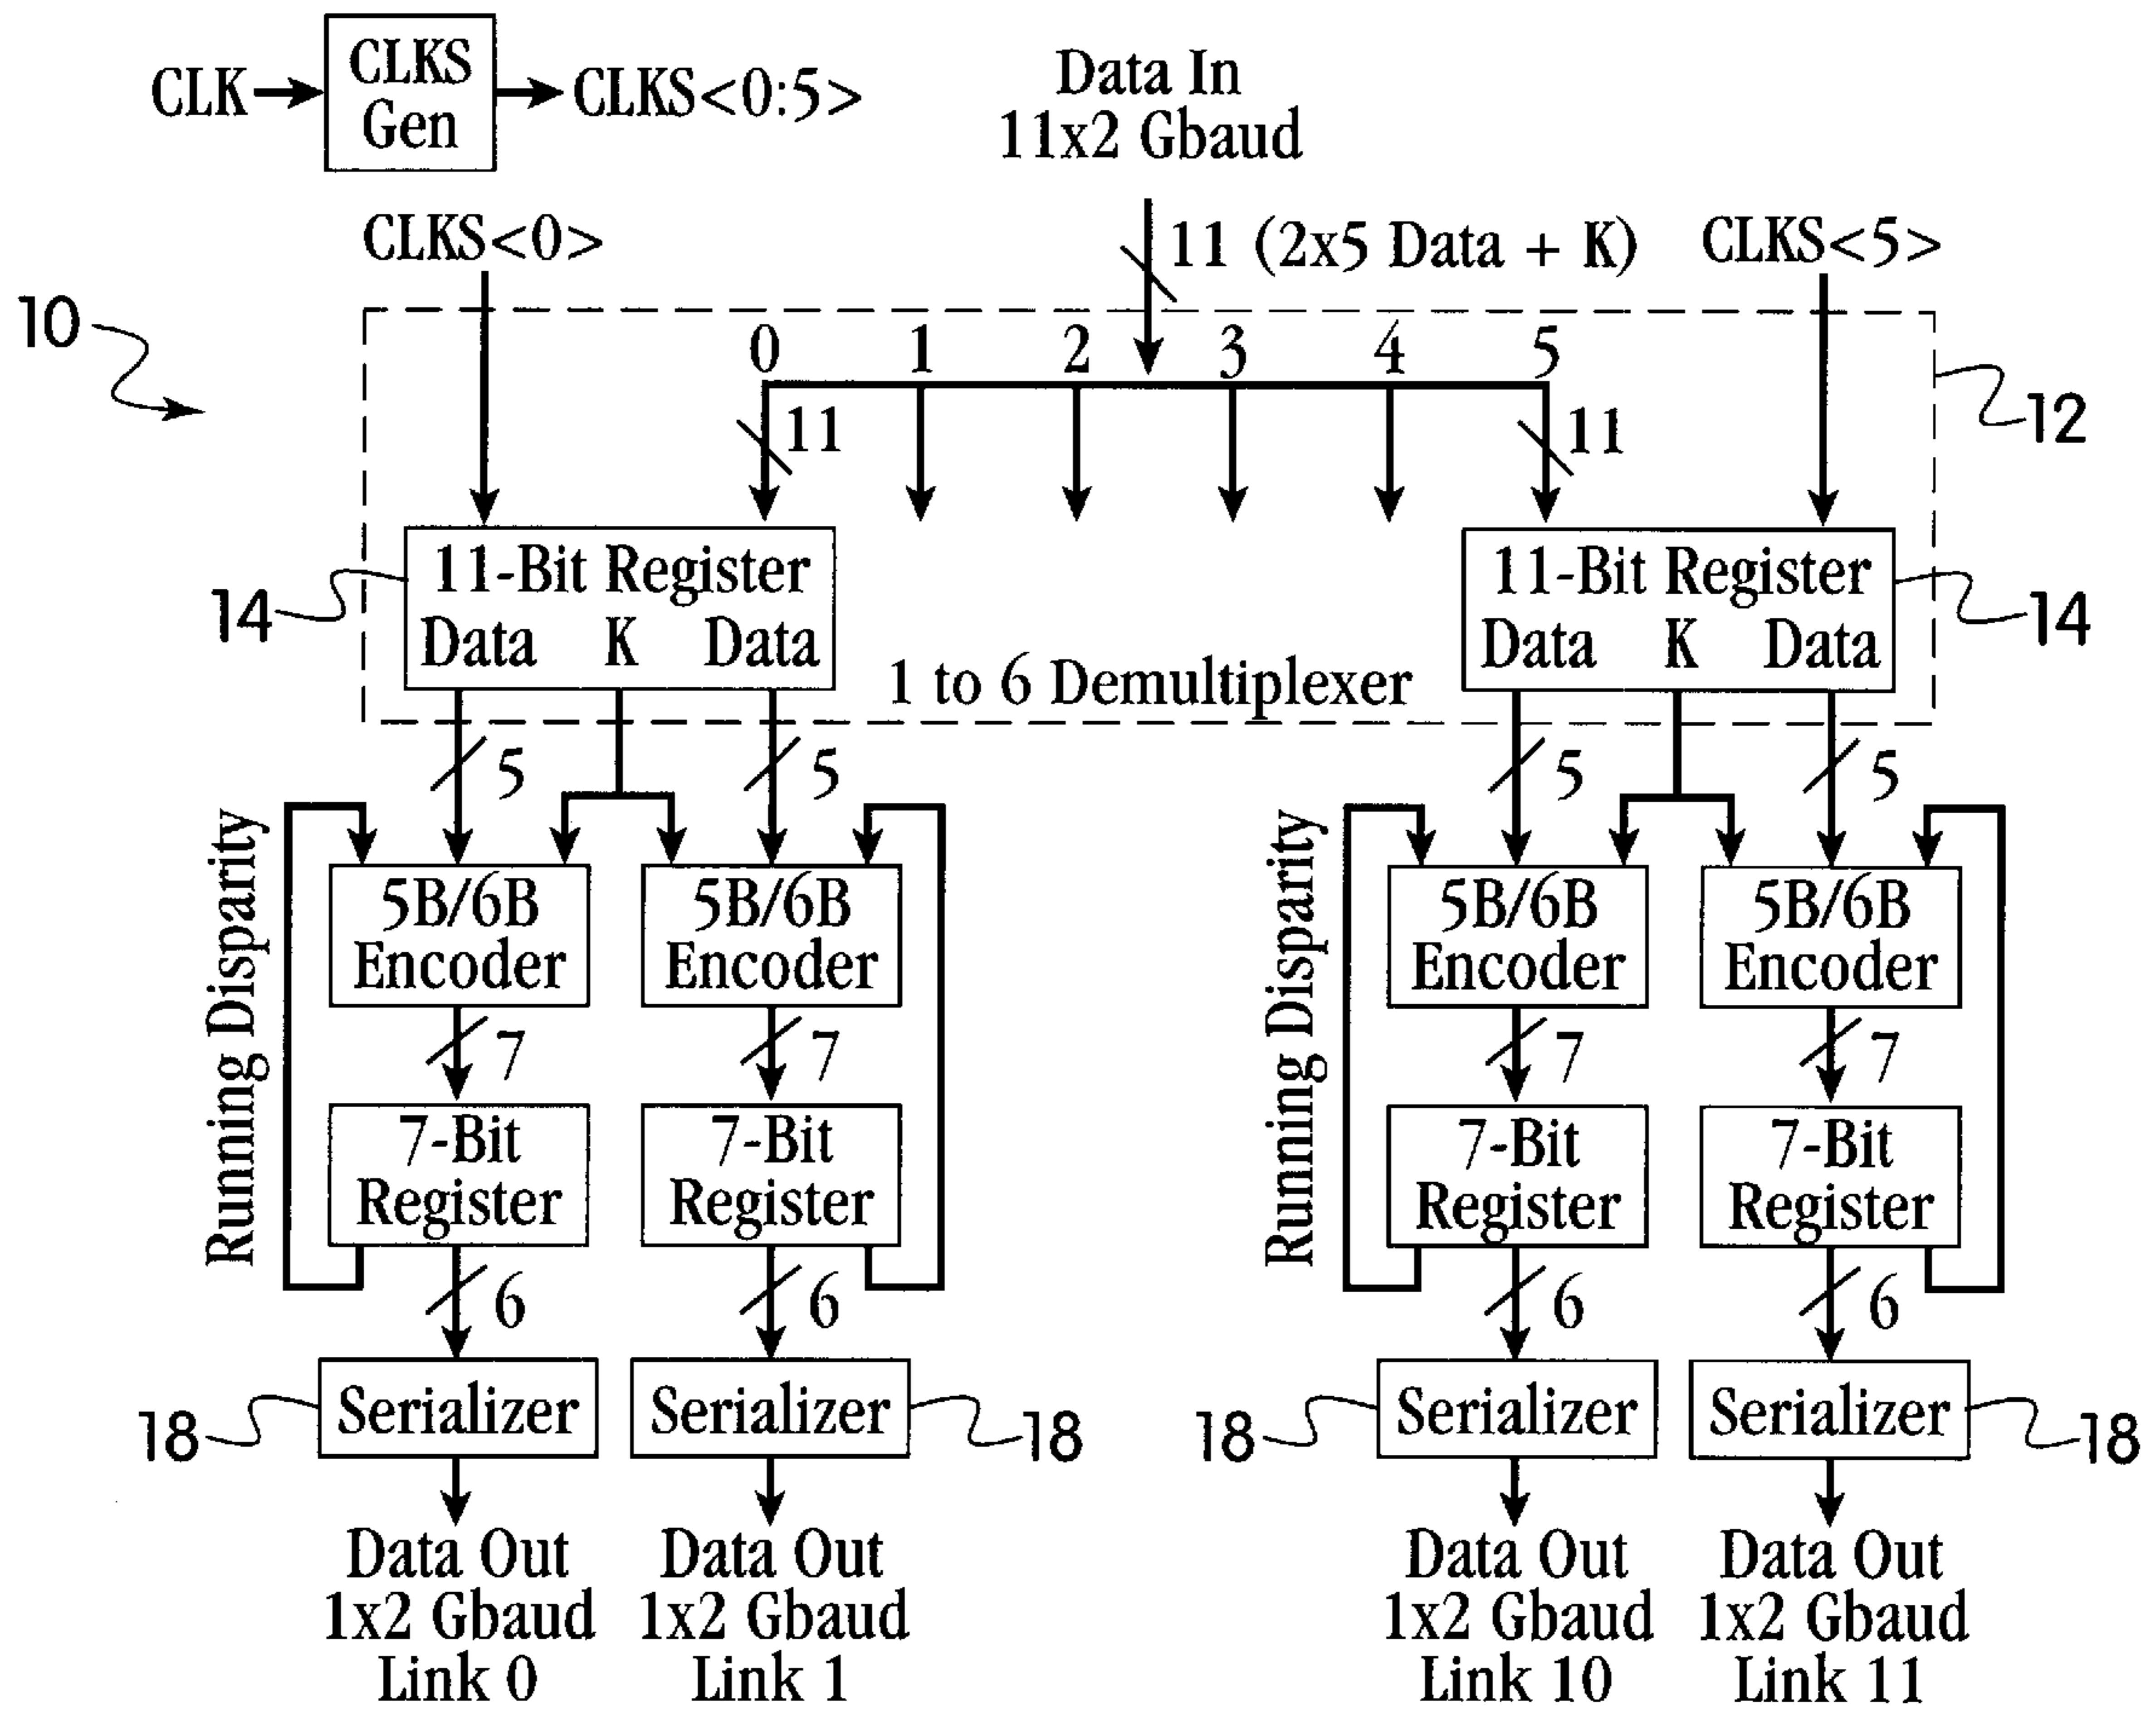 CLK
CLKS
Gen
CLKS<0:5>
Data In
11x2 Gbaud
CLKS<0>
11 (2x5 Data + K)
CLKS<5>
10
0 1 2 3 4 5
11 11
12
11-Bit Register
Data K Data
11-Bit Register
Data K Data
14
14
1 to 6 Demultiplexer
5 5 5 5
Running Disparity
5B/6B
Encoder
5B/6B
Encoder
Running Disparity
5B/6B
Encoder
5B/6B
Encoder
7 7 7 7
7-Bit
Register
7-Bit
Register
7-Bit
Register
7-Bit
Register
6 6 6 6
18
Serializer
Serializer
18
18
Serializer
Serializer
18
Data Out
1x2 Gbaud
Link 0
Data Out
1x2 Gbaud
Link 1
Data Out
1x2 Gbaud
Link 10
Data Out
1x2 Gbaud
Link 11